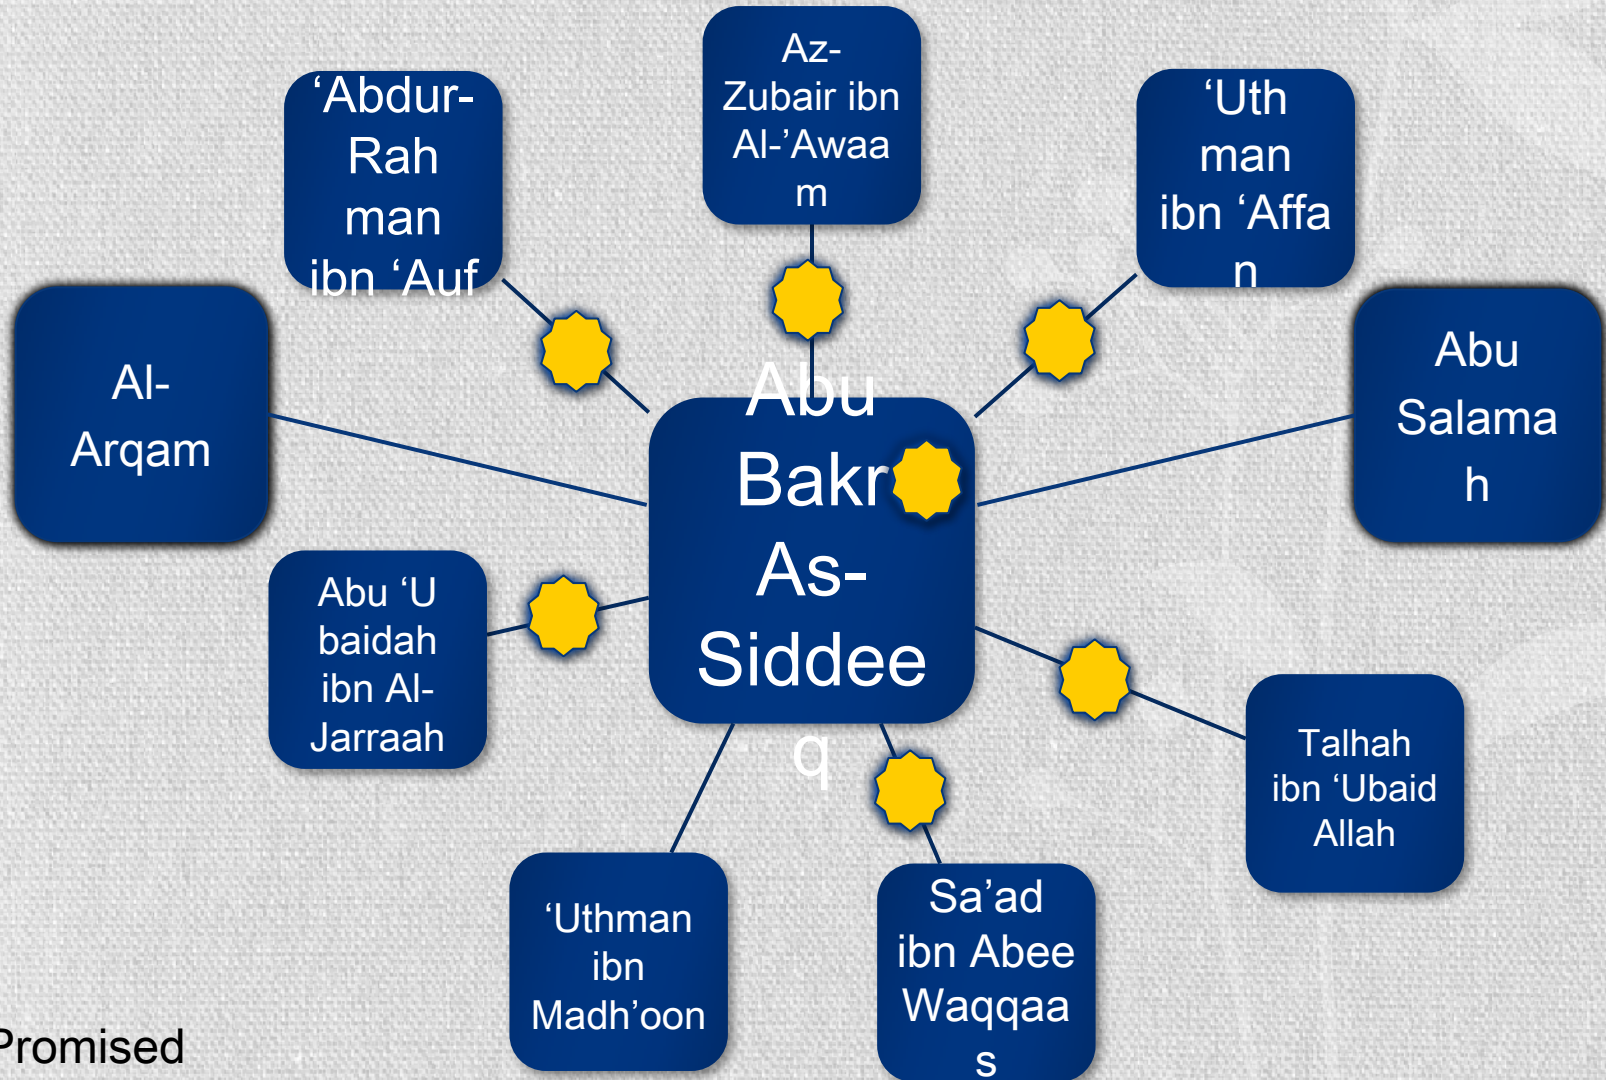 Az-
Zubair ibn
Al-’Awaa
m
‘Abdur-
Rah
man
ibn ‘Auf
‘Uth
man
ibn ‘Affa
n
Al-
Arqam
Abu
Bakr
As-
Siddee
q
Abu
Salama
h
Abu ‘U
baidah
ibn Al-
Jarraah
Talhah
ibn ‘Ubaid
Allah
‘Uthman
ibn
Madh’oon
Sa’ad
ibn Abee
Waqqaa
s
Promised